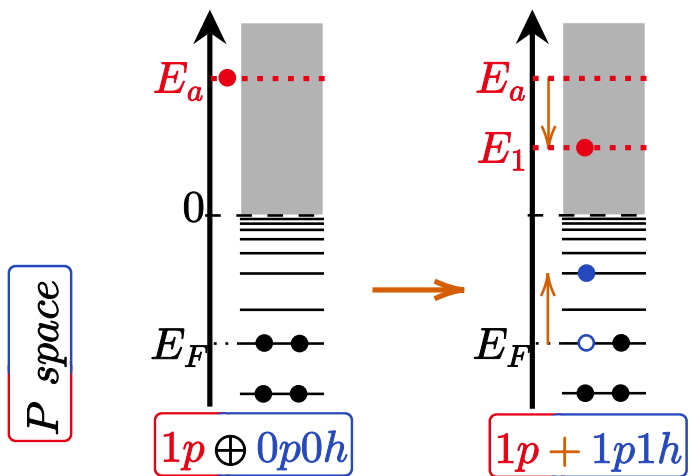 E_a
0
E_F
1p ⊕ 0p0h
E_a
E_1
E_F
1p + 1p1h
P space